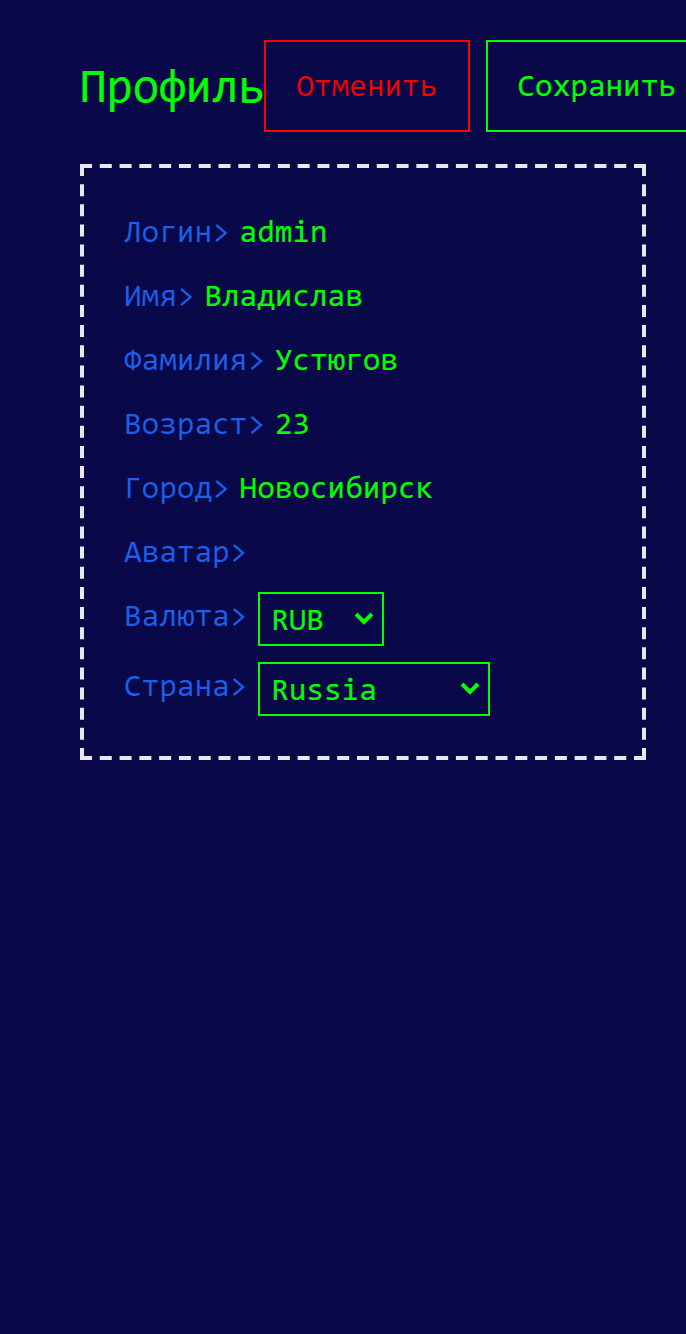 Профиль Отменить Сохранить
Логин> admin
Имя> Владислав
Фамилия> Устюгов
Возраст> 23
Город> Новосибирск
Аватар>
Валюта> RUB
Страна> Russia